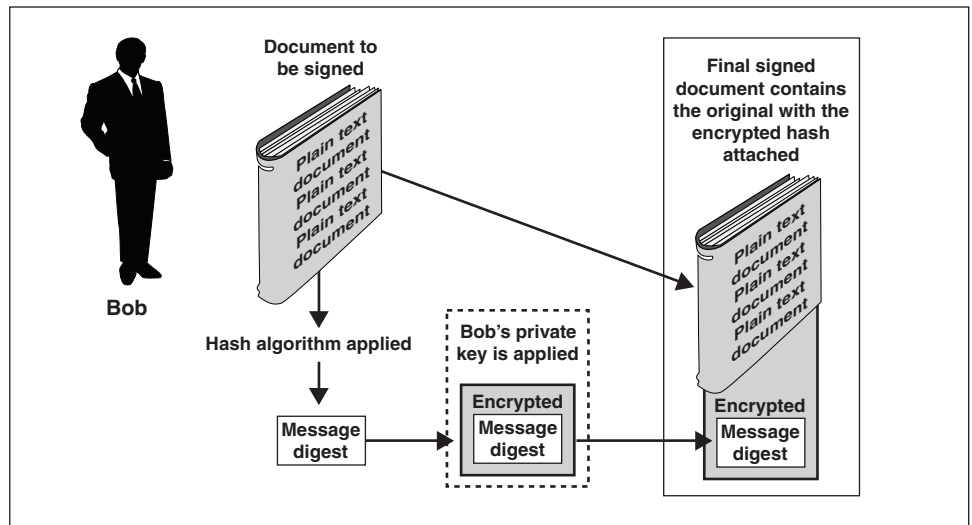 Document to
be signed
Plain text
document
Plain text
document
Plain text
document
Bob
Hash algorithm applied
Message
digest
Bob's private
key is applied
Encrypted
Message
digest
Final signed
document contains
the original with the
encrypted hash
attached
Plain text
document
Plain text
document
Plain text
document
Encrypted
Message
digest